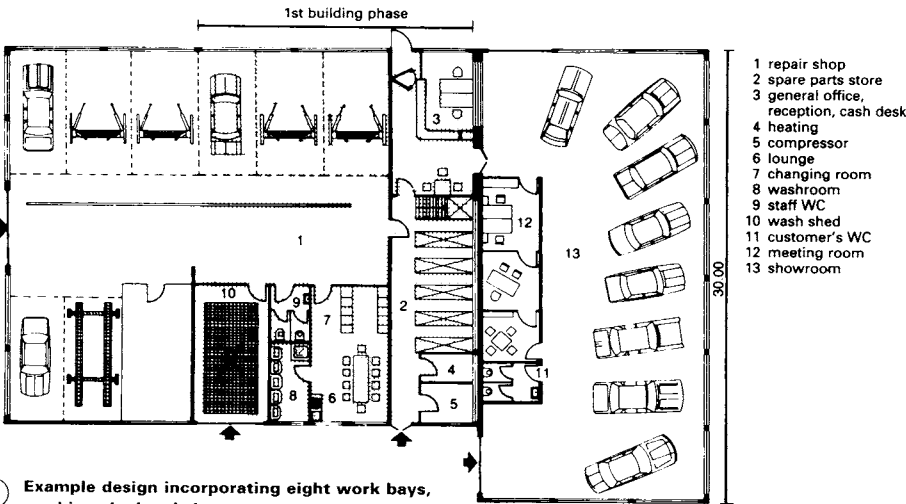 1st building phase
1 repair shop
2 spare parts store
3 general office,
reception, cash desk
4 heating
5 compressor
6 lounge
7 changing room
8 washroom
9 staff WC
10 wash shed
11 customer's WC
12 meeting room
13 showroom
3
12
13
1
30.00
10
9
7
2
4
11
8
6
5
Example design incorporating eight work bays,